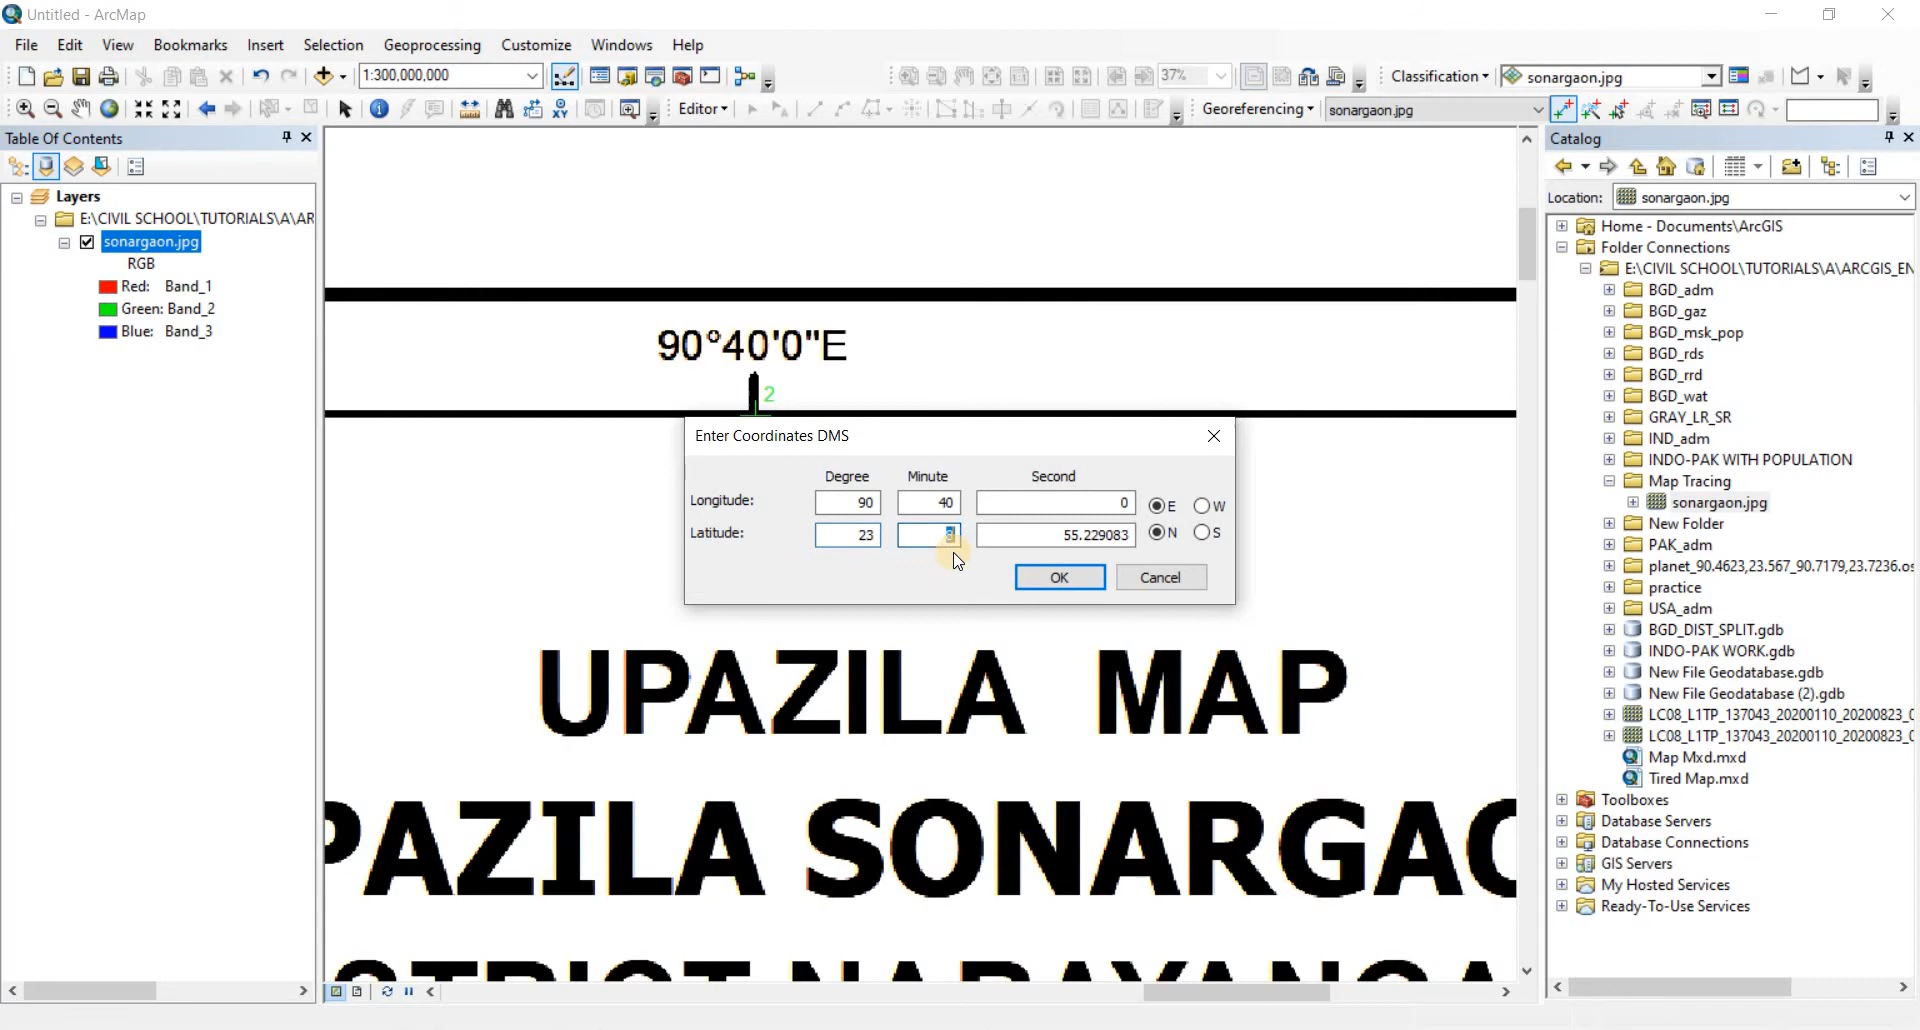 Untitled - ArcMap
File Edit View Bookmarks Insert Selection Geoprocessing Customize Windows Help
1:300,000,000
37%
Classification
sonargaon.jpg
Editor
Georeferencing
sonargaon.jpg
Table Of Contents
Layers
E:\CIVIL SCHOOL\TUTORIALS\A\AR
sonargaon.jpg
RGB
Red: Band_1
Green: Band_2
Blue: Band_3
90°40'0"E
2
Enter Coordinates DMS
Degree Minute Second
Longitude: 90 40 0 E W
Latitude: 23 55.229083 N S
OK Cancel
UPAZILA MAP
PAZILA SONARGAO
Catalog
Location: sonargaon.jpg
Home - Documents\ArcGIS
Folder Connections
E:\CIVIL SCHOOL\TUTORIALS\A\ARCGIS_EN
BGD_adm
BGD_gaz
BGD_msk_pop
BGD_rds
BGD_rrd
BGD_wat
GRAY_LR_SR
IND_adm
INDO-PAK WITH POPULATION
Map Tracing
sonargaon.jpg
New Folder
PAK_adm
planet_90.4623,23.567_90.7179,23.7236.os
practice
USA_adm
BGD_DIST_SPLIT.gdb
INDO-PAK WORK.gdb
New File Geodatabase.gdb
New File Geodatabase (2).gdb
LC08_L1TP_137043_20200110_20200823_0
LC08_L1TP_137043_20200110_20200823_0
Map Mxd.mxd
Tired Map.mxd
Toolboxes
Database Servers
Database Connections
GIS Servers
My Hosted Services
Ready-To-Use Services